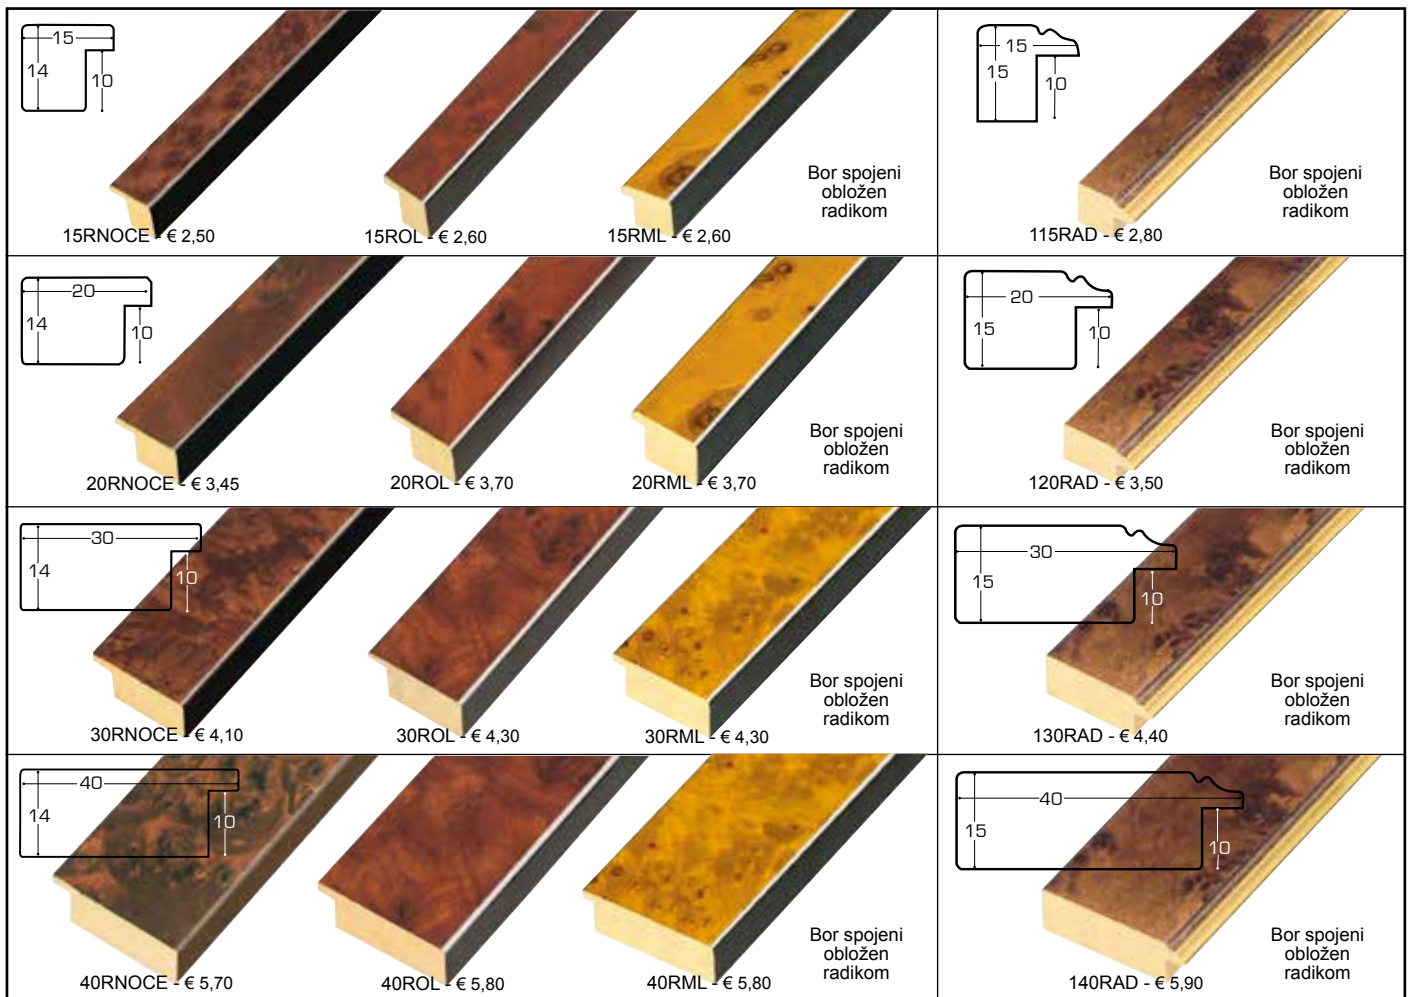 15
14
10
15RNOCE - € 2,50
15ROL - € 2,60
15RML - € 2,60
Bor spojeni
obložen
radikom
15
15
10
115RAD - € 2,80
Bor spojeni
obložen
radikom
20
14
10
20RNOCE - € 3,45
20ROL - € 3,70
20RML - € 3,70
Bor spojeni
obložen
radikom
20
15
10
120RAD - € 3,50
Bor spojeni
obložen
radikom
30
14
10
30RNOCE - € 4,10
30ROL - € 4,30
30RML - € 4,30
Bor spojeni
obložen
radikom
30
15
10
130RAD - € 4,40
Bor spojeni
obložen
radikom
40
14
10
40RNOCE - € 5,70
40ROL - € 5,80
40RML - € 5,80
Bor spojeni
obložen
radikom
40
15
10
140RAD - € 5,90
Bor spojeni
obložen
radikom